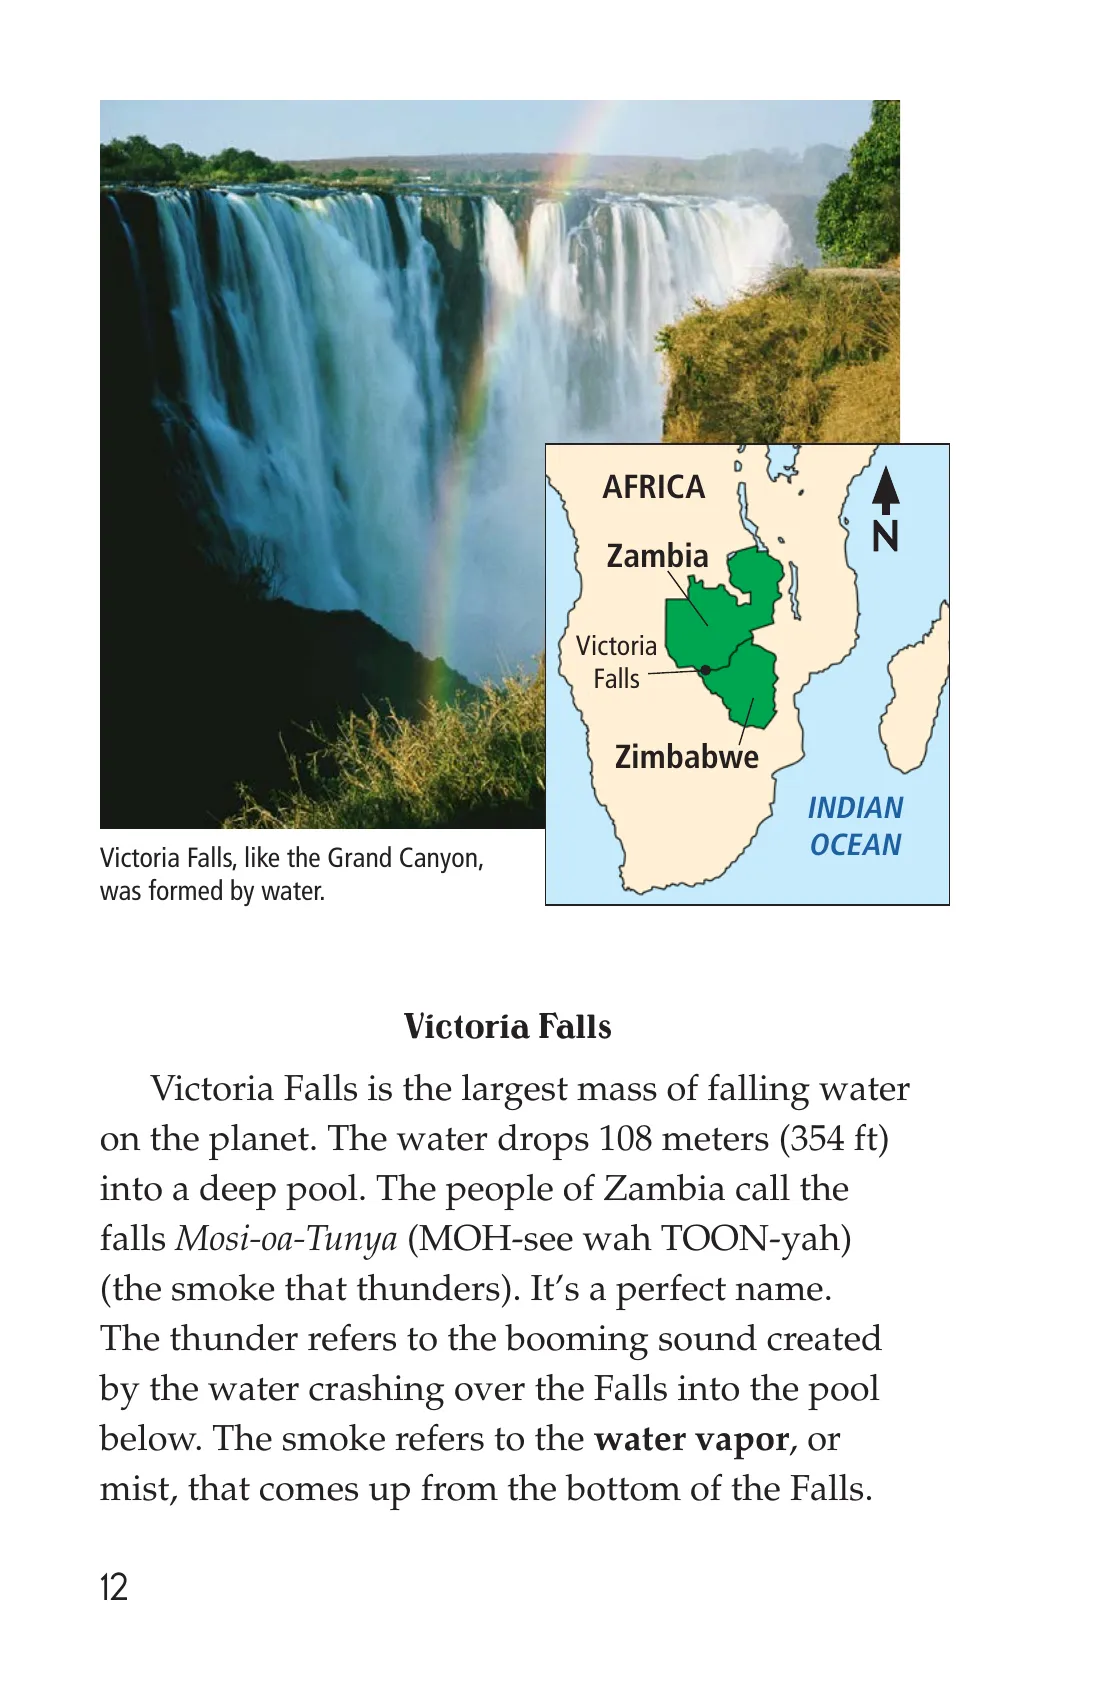 AFRICA
Zambia
Victoria
Falls
Zimbabwe
N
INDIAN
OCEAN
Victoria Falls, like the Grand Canyon,
was formed by water.
Victoria Falls
Victoria Falls is the largest mass of falling water
on the planet. The water drops 108 meters (354 ft)
into a deep pool. The people of Zambia call the
falls Mosi-oa-Tunya (MOH-see wah TOON-yah)
(the smoke that thunders). It’s a perfect name.
The thunder refers to the booming sound created
by the water crashing over the Falls into the pool
below. The smoke refers to the water vapor, or
mist, that comes up from the bottom of the Falls.
12